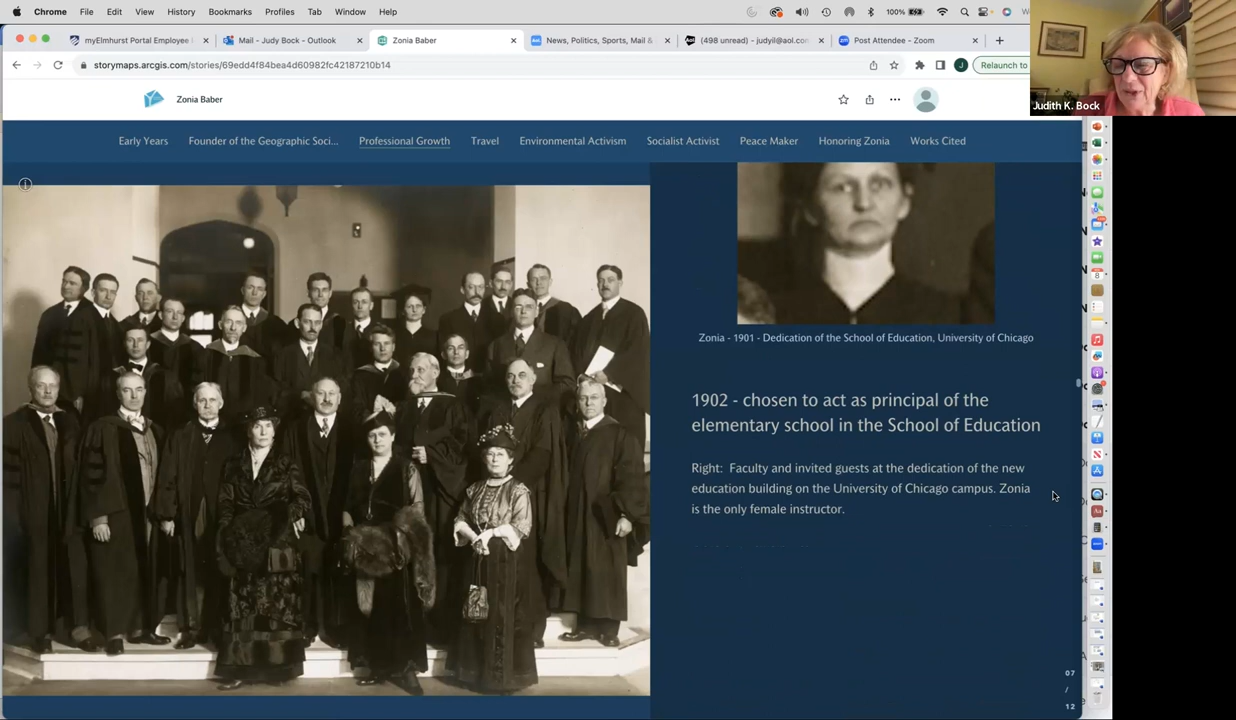 Chrome File Edit View History Bookmarks Profiles Tab Window Help 100%
myElmhurst Portal Employee Mail - Judy Bock - Outlook Zonia Baber News, Politics, Sports, Mail & (498 unread) - judyil@aol.com Post Attendee - Zoom
storymaps.arcgis.com/stories/69edd4f84bea4d60982fc42187210b14
J
Relaunch to
Judith K. Bock
Zonia Baber
Early Years Founder of the Geographic Soci... Professional Growth Travel Environmental Activism Socialist Activist Peace Maker Honoring Zonia Works Cited
Zonia - 1901 - Dedication of the School of Education, University of Chicago
1902 - chosen to act as principal of the
elementary school in the School of Education
Right: Faculty and invited guests at the dedication of the new
education building on the University of Chicago campus. Zonia
is the only female instructor.
07
/
12